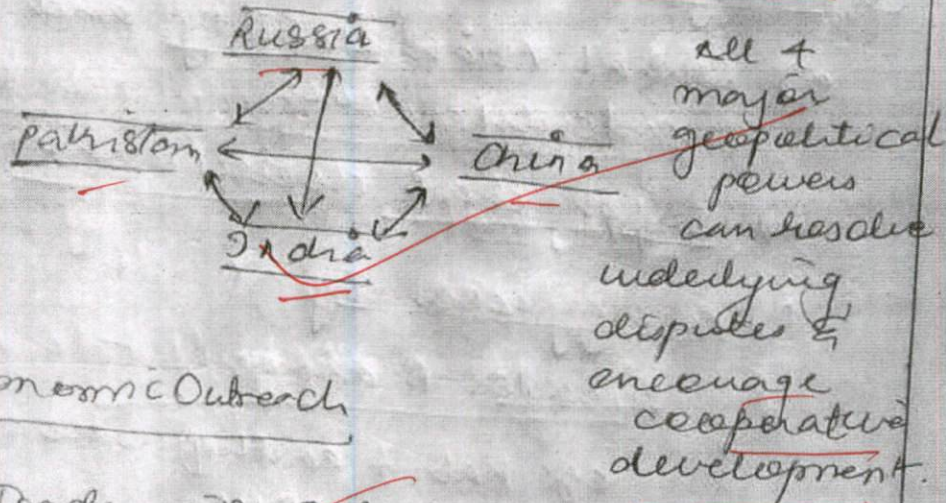 Russia
Pakistan
China
India
All 4
major
geopolitical
powers
can resolve
underlying
disputes &
encourage
cooperative
development.
nomic Outreach